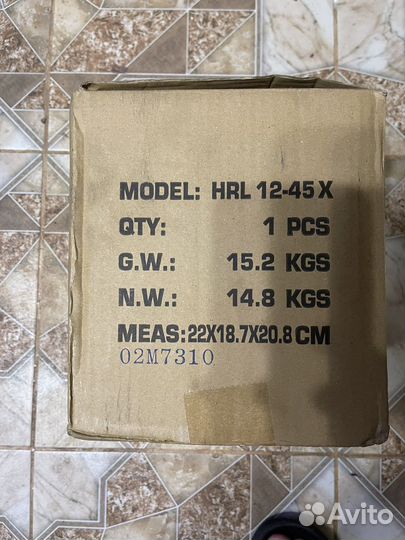 MODEL: HRL 12-45 X
QTY: 1 PCS
G.W.: 15.2 KGS
N.W.: 14.8 KGS
MEAS:22X18.7X20.8 CM
02M7310
Avito